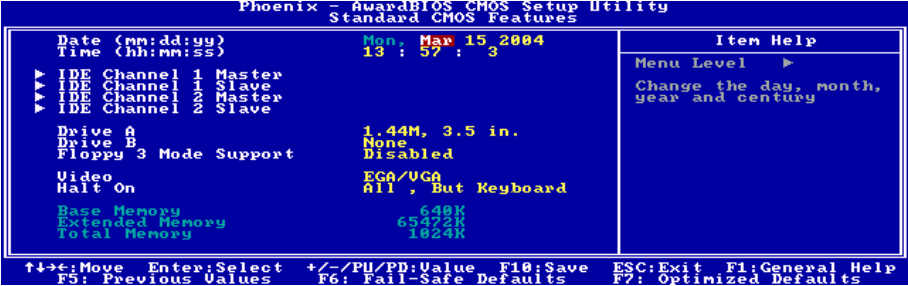 Phoenix - AwardBIOS CMOS Setup Utility
Standard CMOS Features
Date (mm:dd:yy) Mon, Mar 15 2004
Time (hh:mm:ss) 13 : 57 : 3
► IDE Channel 1 Master
► IDE Channel 1 Slave
► IDE Channel 2 Master
► IDE Channel 2 Slave
Drive A 1.44M, 3.5 in.
Drive B None
Floppy 3 Mode Support Disabled
Video EGA/VGA
Halt On All , But Keyboard
Base Memory 640K
Extended Memory 65472K
Total Memory 1024K
Item Help
Menu Level ►
Change the day, month,
year and century
↑↓→←:Move Enter:Select +/-/PU/PD:Value F10:Save ESC:Exit F1:General Help
F5: Previous Values F6: Fail-Safe Defaults F7: Optimized Defaults